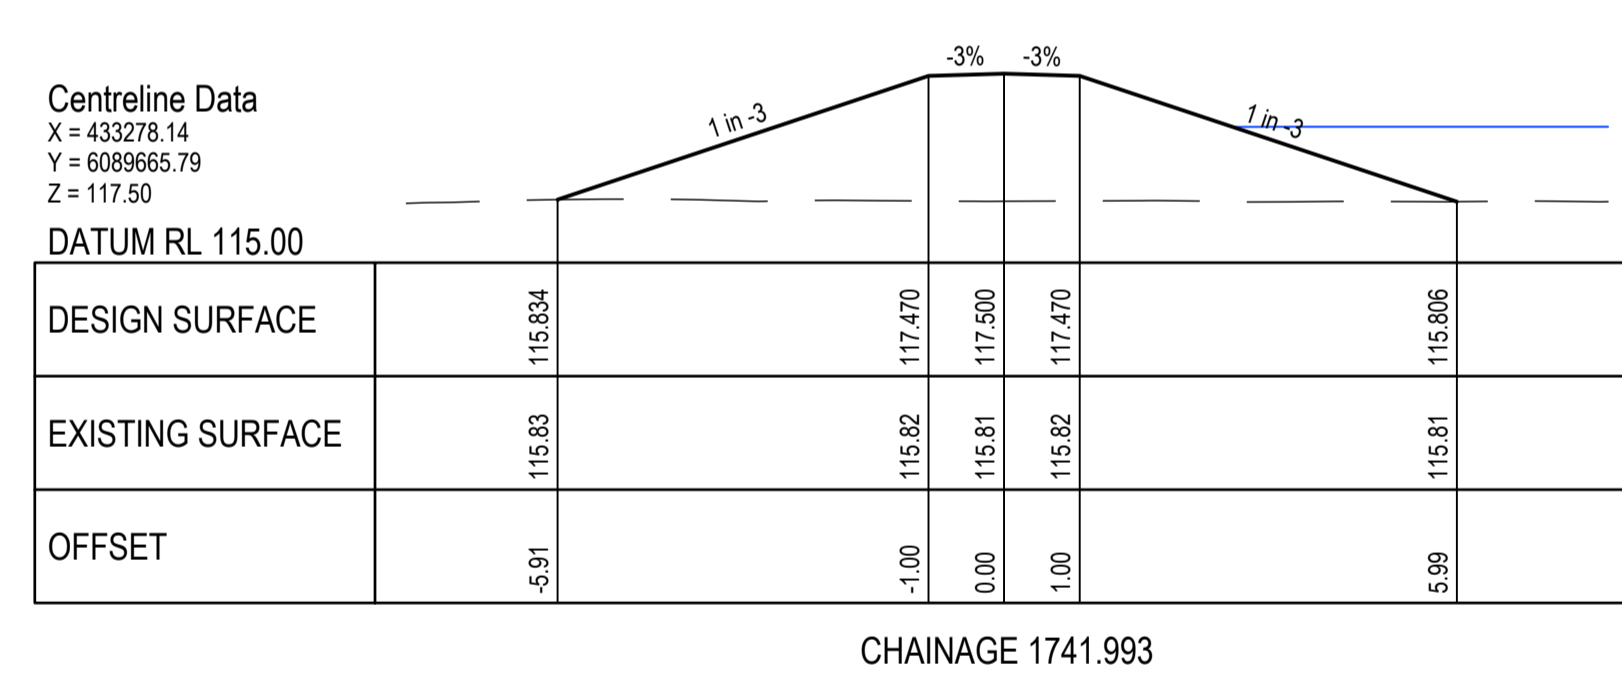 -3% -3%
1 in -3 1 in -3
Centreline Data
X = 433278.14
Y = 6089665.79
Z = 117.50
DATUM RL 115.00
DESIGN SURFACE 115.834 117.470 117.500 117.470 115.806
EXISTING SURFACE 115.83 115.82 115.81 115.82 115.81
OFFSET -5.91 -1.00 0.00 1.00 5.99
CHAINAGE 1741.993